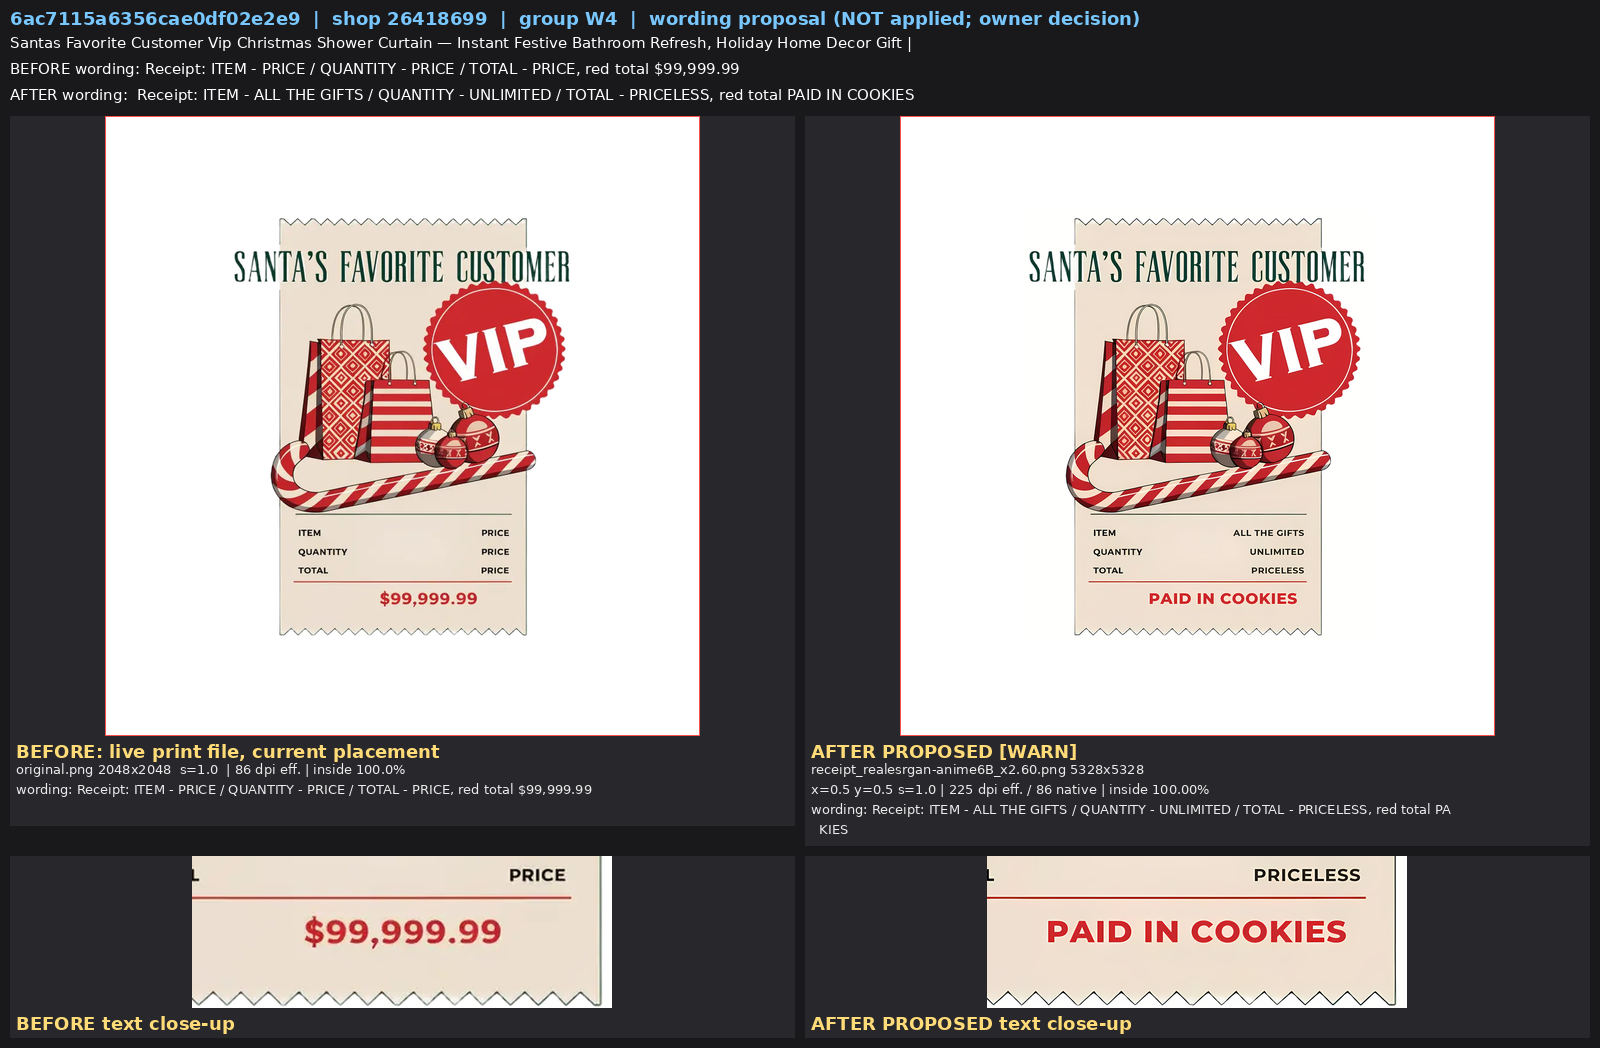 6ac7115a6356cae0df02e2e9 | shop 26418699 | group W4 | wording proposal (NOT applied; owner decision)
Santas Favorite Customer Vip Christmas Shower Curtain — Instant Festive Bathroom Refresh, Holiday Home Decor Gift |
BEFORE wording: Receipt: ITEM - PRICE / QUANTITY - PRICE / TOTAL - PRICE, red total $99,999.99
AFTER wording: Receipt: ITEM - ALL THE GIFTS / QUANTITY - UNLIMITED / TOTAL - PRICELESS, red total PAID IN COOKIES
SANTA'S FAVORITE CUSTOMER
VIP
ITEM PRICE
QUANTITY PRICE
TOTAL PRICE
$99,999.99
SANTA'S FAVORITE CUSTOMER
VIP
ITEM ALL THE GIFTS
QUANTITY UNLIMITED
TOTAL PRICELESS
PAID IN COOKIES
BEFORE: live print file, current placement
original.png 2048x2048 s=1.0 | 86 dpi eff. | inside 100.0%
wording: Receipt: ITEM - PRICE / QUANTITY - PRICE / TOTAL - PRICE, red total $99,999.99
AFTER PROPOSED [WARN]
receipt_realesrgan-anime6B_x2.60.png 5328x5328
x=0.5 y=0.5 s=1.0 | 225 dpi eff. / 86 native | inside 100.00%
wording: Receipt: ITEM - ALL THE GIFTS / QUANTITY - UNLIMITED / TOTAL - PRICELESS, red total PA
KIES
L PRICE
$99,999.99
BEFORE text close-up
L PRICELESS
PAID IN COOKIES
AFTER PROPOSED text close-up